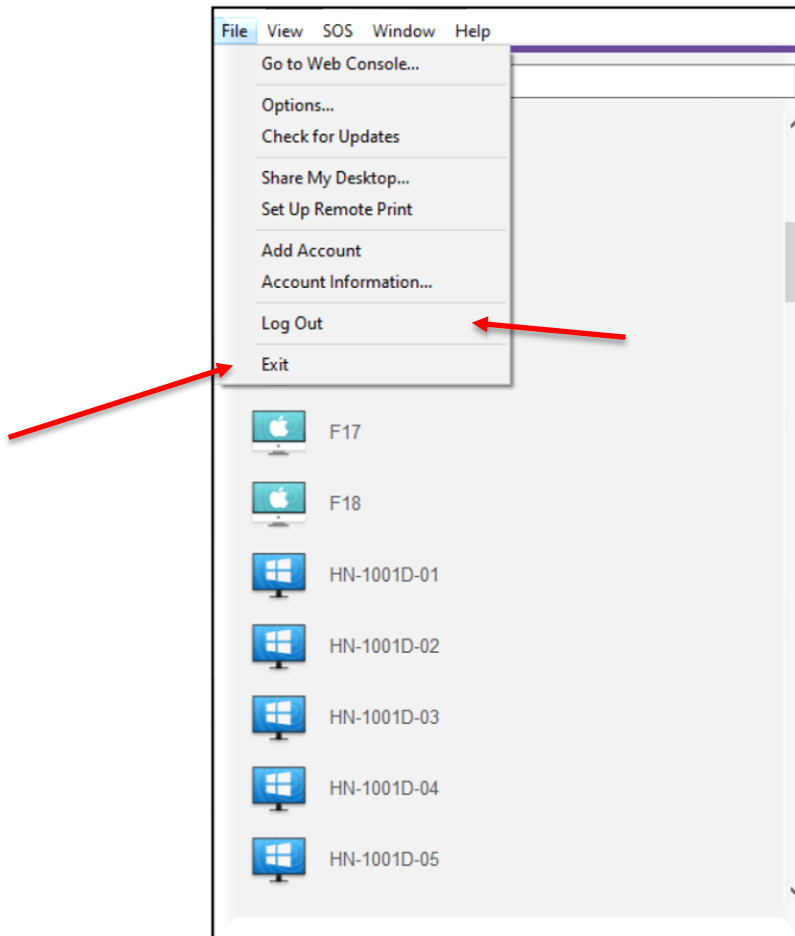 File View SOS Window Help
Go to Web Console...
Options...
Check for Updates
Share My Desktop...
Set Up Remote Print
Add Account
Account Information...
Log Out
Exit
F17
F18
HN-1001D-01
HN-1001D-02
HN-1001D-03
HN-1001D-04
HN-1001D-05